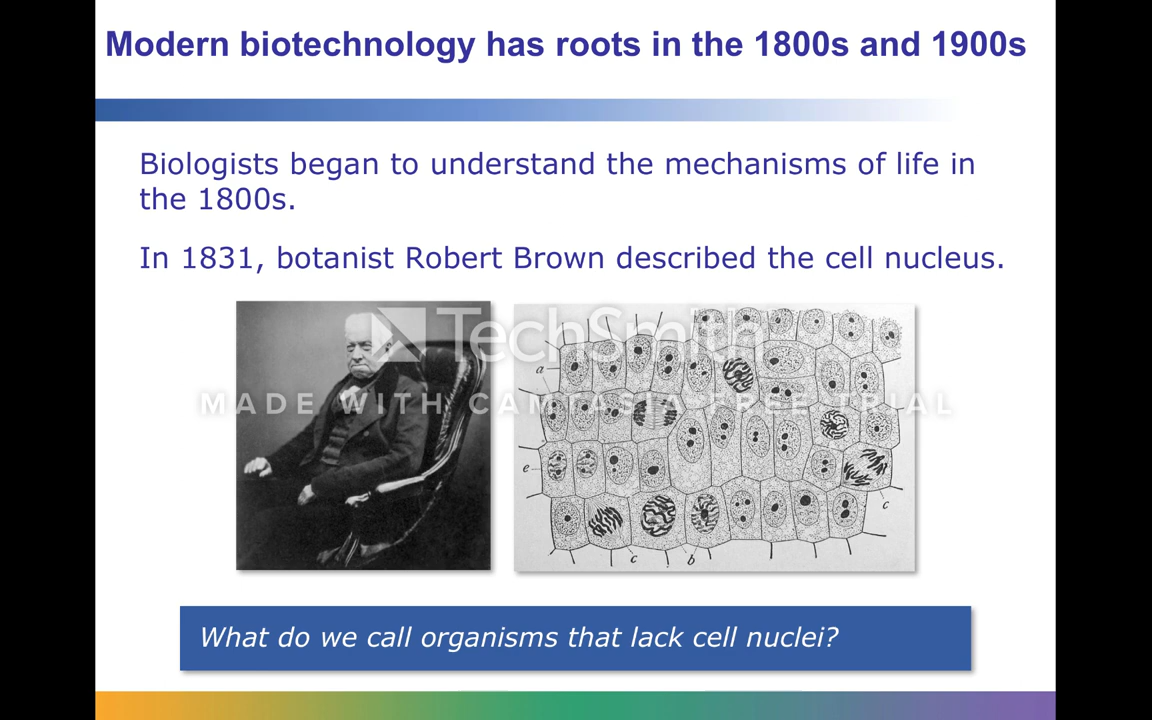 Modern biotechnology has roots in the 1800s and 1900s
Biologists began to understand the mechanisms of life in
the 1800s.
In 1831, botanist Robert Brown described the cell nucleus.
TechSmith
MADE WITH CAMTASIA FREE TRIAL
a
e
c
c
b
What do we call organisms that lack cell nuclei?